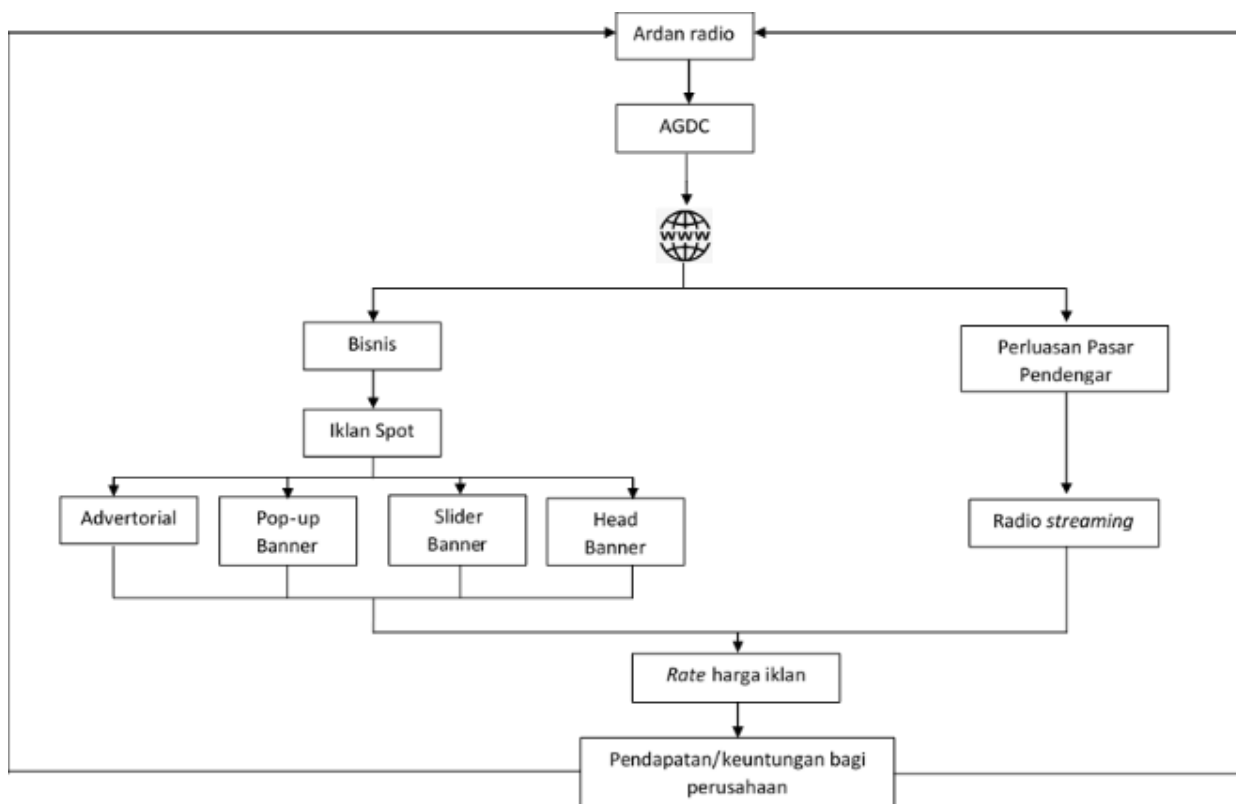 Ardan radio
AGDC
www
Bisnis
Perluasan Pasar
Pendengar
Iklan Spot
Advertorial
Pop-up
Banner
Slider
Banner
Head
Banner
Radio streaming
Rate harga iklan
Pendapatan/keuntungan bagi
perusahaan